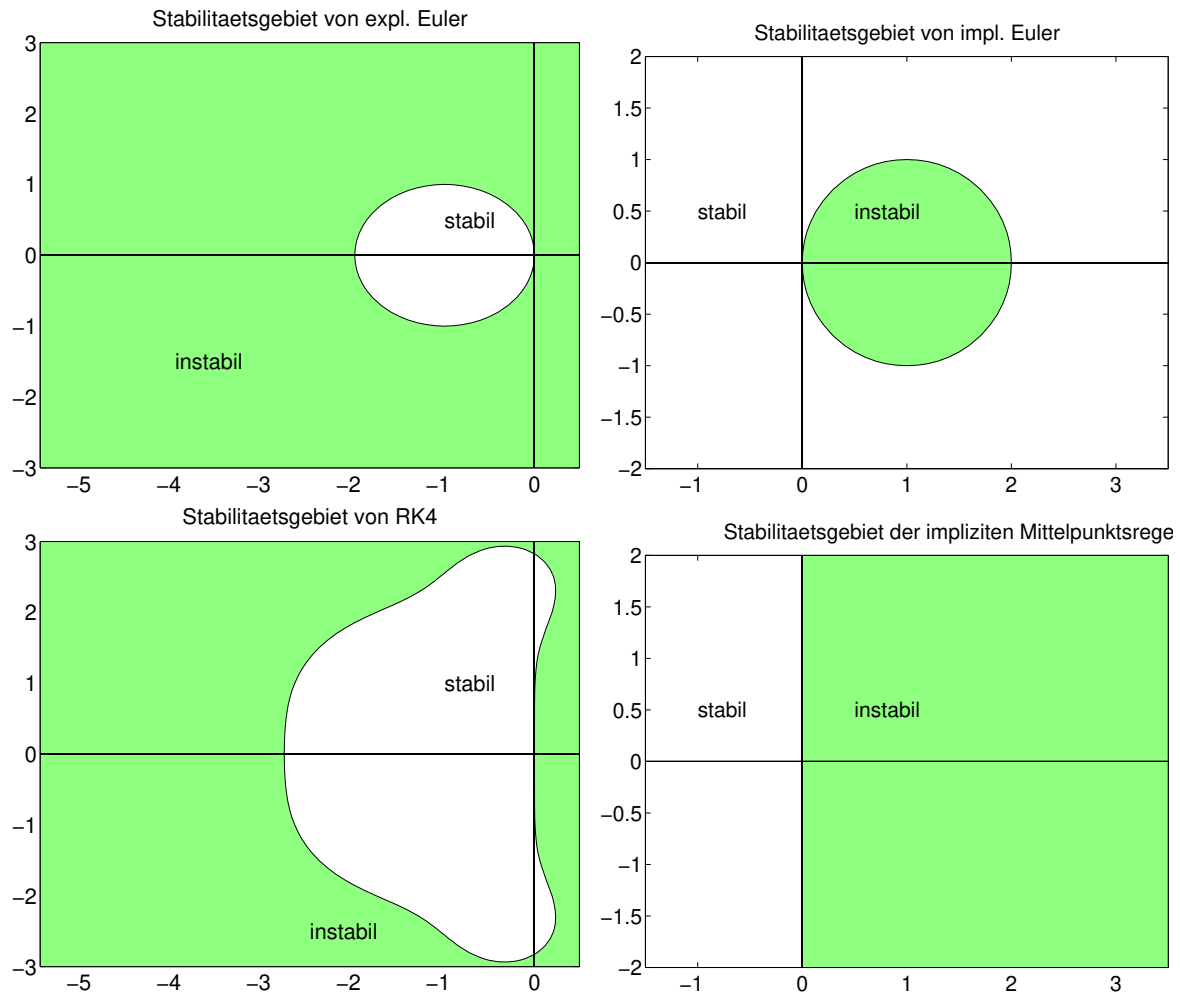 Stabilitaetsgebiet von expl. Euler
3
2
1
0
−1
−2
−3
stabil
instabil
−5 −4 −3 −2 −1 0
Stabilitaetsgebiet von impl. Euler
2
1.5
1
0.5
0
−0.5
−1
−1.5
−2
stabil instabil
−1 0 1 2 3
Stabilitaetsgebiet von RK4
3
2
1
0
−1
−2
−3
stabil
instabil
−5 −4 −3 −2 −1 0
Stabilitaetsgebiet der impliziten Mittelpunktsrege
2
1.5
1
0.5
0
−0.5
−1
−1.5
−2
stabil instabil
−1 0 1 2 3